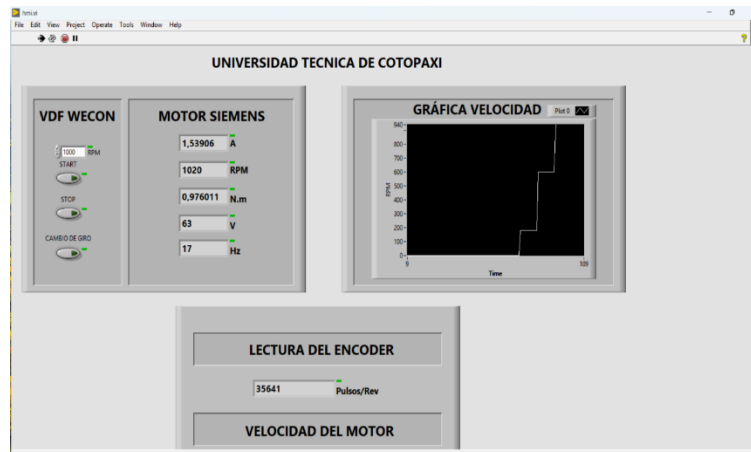 hmi.vi
File Edit View Project Operate Tools Window Help
?
UNIVERSIDAD TECNICA DE COTOPAXI
VDF WECON
1000 RPM
START
STOP
CAMBIO DE GIRO
MOTOR SIEMENS
1,53906 A
1020 RPM
0,976011 N.m
63 V
17 Hz
GRÁFICA VELOCIDAD
Plot 0
RPM
940
800
700
600
500
400
300
200
100
0
0
Time
LECTURA DEL ENCODER
35641 Pulsos/Rev
VELOCIDAD DEL MOTOR